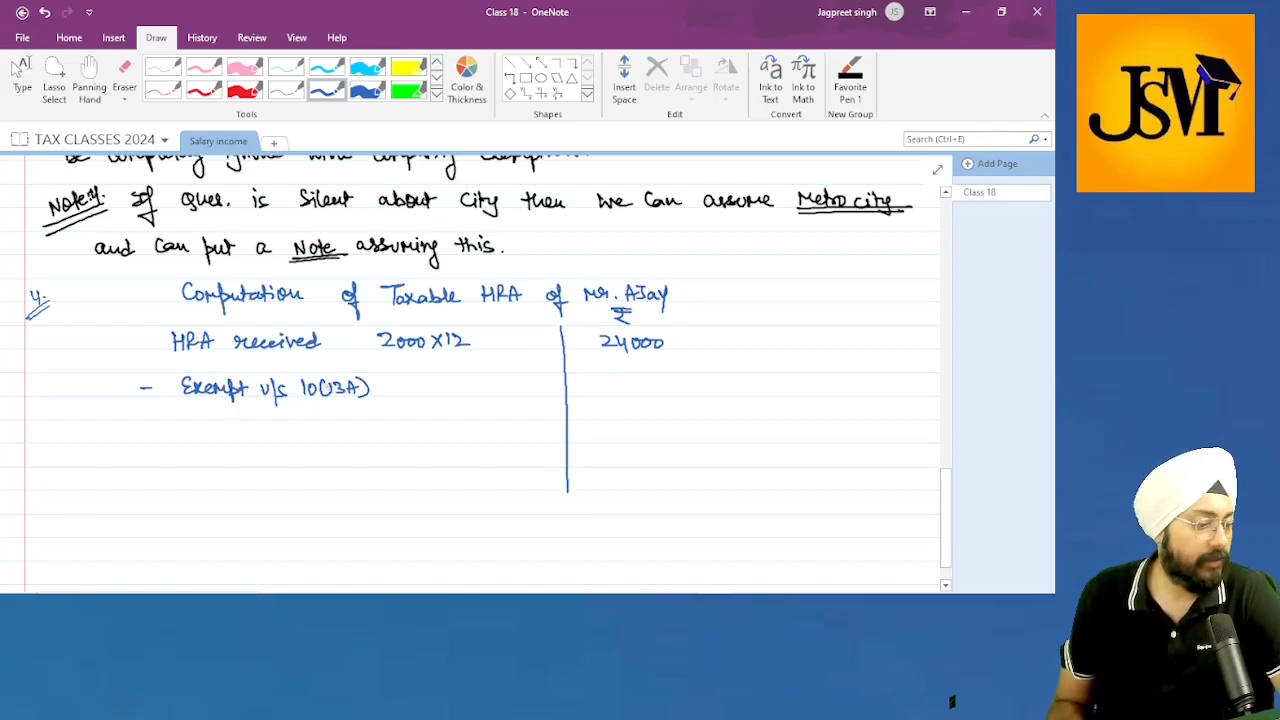 Class 18 - OneNote
Jagpreet singh JS
File Home Insert Draw History Review View Help
Type Lasso Select Panning Hand Eraser Color & Thickness Insert Space Delete Arrange Rotate Ink to Text Ink to Math Favorite Pen 1
Tools Shapes Edit Convert New Group
TAX CLASSES 2024 Salary income Search (Ctrl+E)
Add Page
Class 18
Note:- If Ques. is Silent about City then we Can assume Metro city
and Can put a Note assuming this.
4. Computation of Taxable HRA of Mr. AJay
₹
HRA received 2000×12 24000
- Exempt u/s 10(13A)
JSM